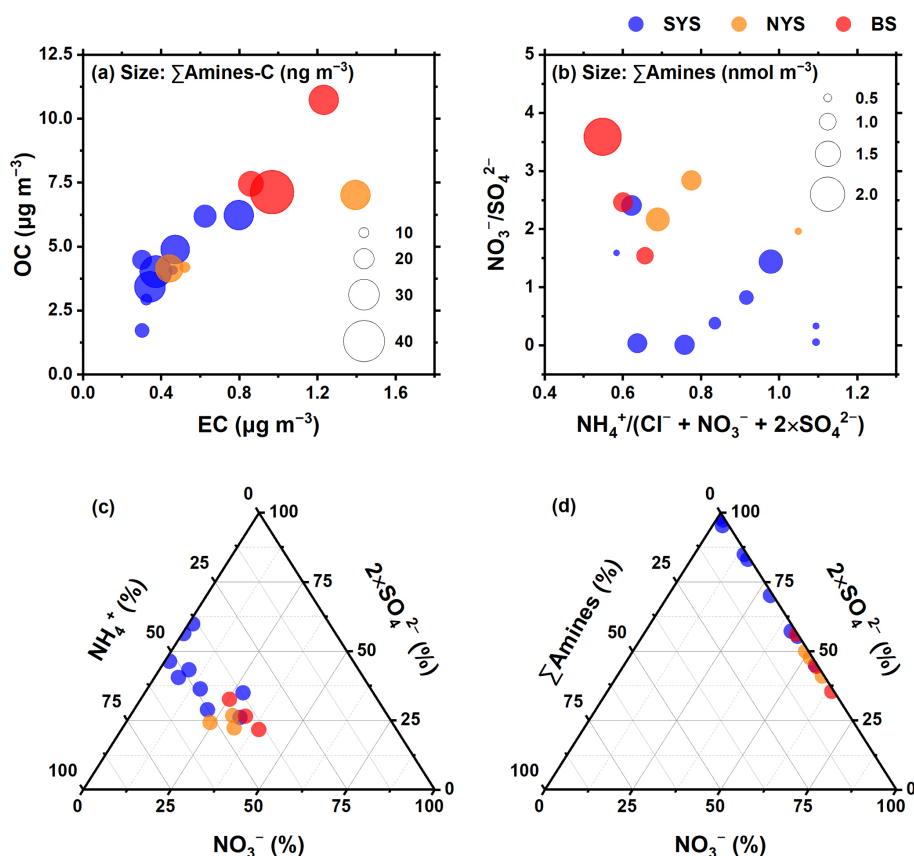 SYS NYS BS
(a) Size: ∑Amines-C (ng m⁻³)
12.5
10.0
7.5
5.0
2.5
0.0
OC (µg m⁻³)
10
20
30
40
0.0 0.4 0.8 1.2 1.6
EC (µg m⁻³)
(b) Size: ∑Amines (nmol m⁻³)
5
4
3
2
1
0
NO₃⁻/SO₄²⁻
0.5
1.0
1.5
2.0
0.4 0.6 0.8 1.0 1.2
NH₄⁺/(Cl⁻ + NO₃⁻ + 2×SO₄²⁻)
(c)
0
25
50
75
100
NH₄⁺ (%)
100
75
50
25
0
2×SO₄²⁻ (%)
0 25 50 75 100
NO₃⁻ (%)
(d)
0
25
50
75
100
∑Amines (%)
100
75
50
25
0
2×SO₄²⁻ (%)
0 25 50 75 100
NO₃⁻ (%)